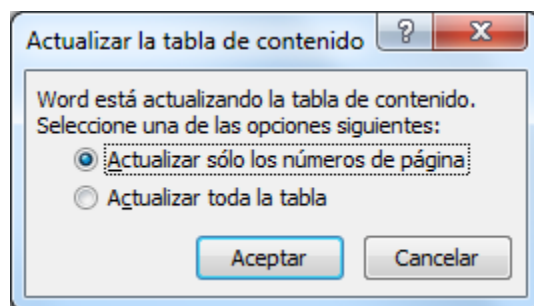 Actualizar la tabla de contenido
Word está actualizando la tabla de contenido.
Seleccione una de las opciones siguientes:
Actualizar sólo los números de página
Actualizar toda la tabla
Aceptar
Cancelar